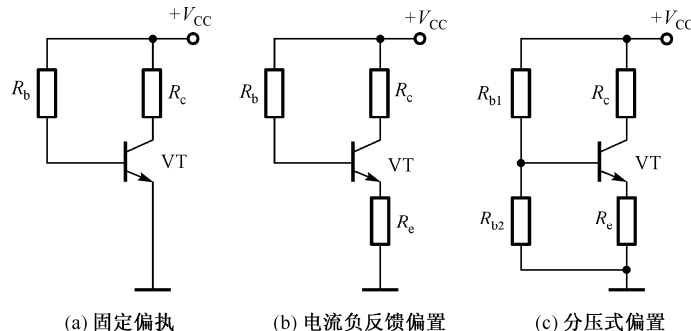 +V_CC
+V_CC
+V_CC
R_b
R_c
VT
R_b
R_c
VT
R_e
R_b1
R_c
VT
R_b2
R_e
(a) 固定偏执
(b) 电流负反馈偏置
(c) 分压式偏置